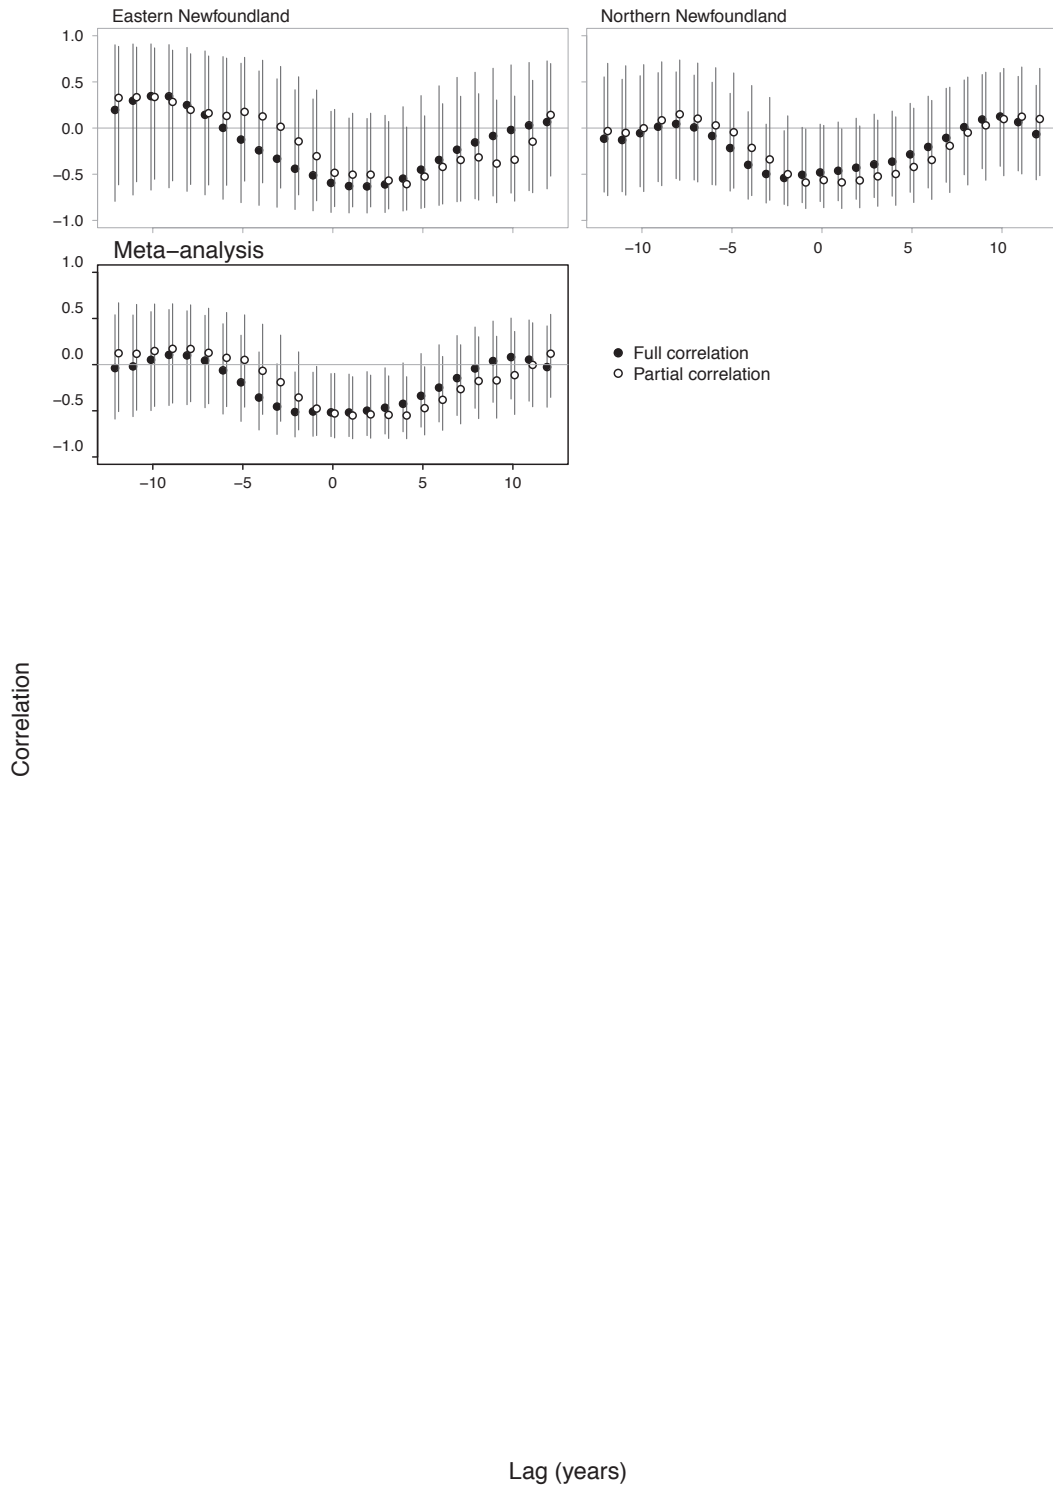 Eastern Newfoundland
Northern Newfoundland
1.0
0.5
0.0
−0.5
−1.0
−10 −5 0 5 10
Meta−analysis
1.0
0.5
0.0
−0.5
−1.0
−10 −5 0 5 10
Full correlation
Partial correlation
Correlation
Lag (years)